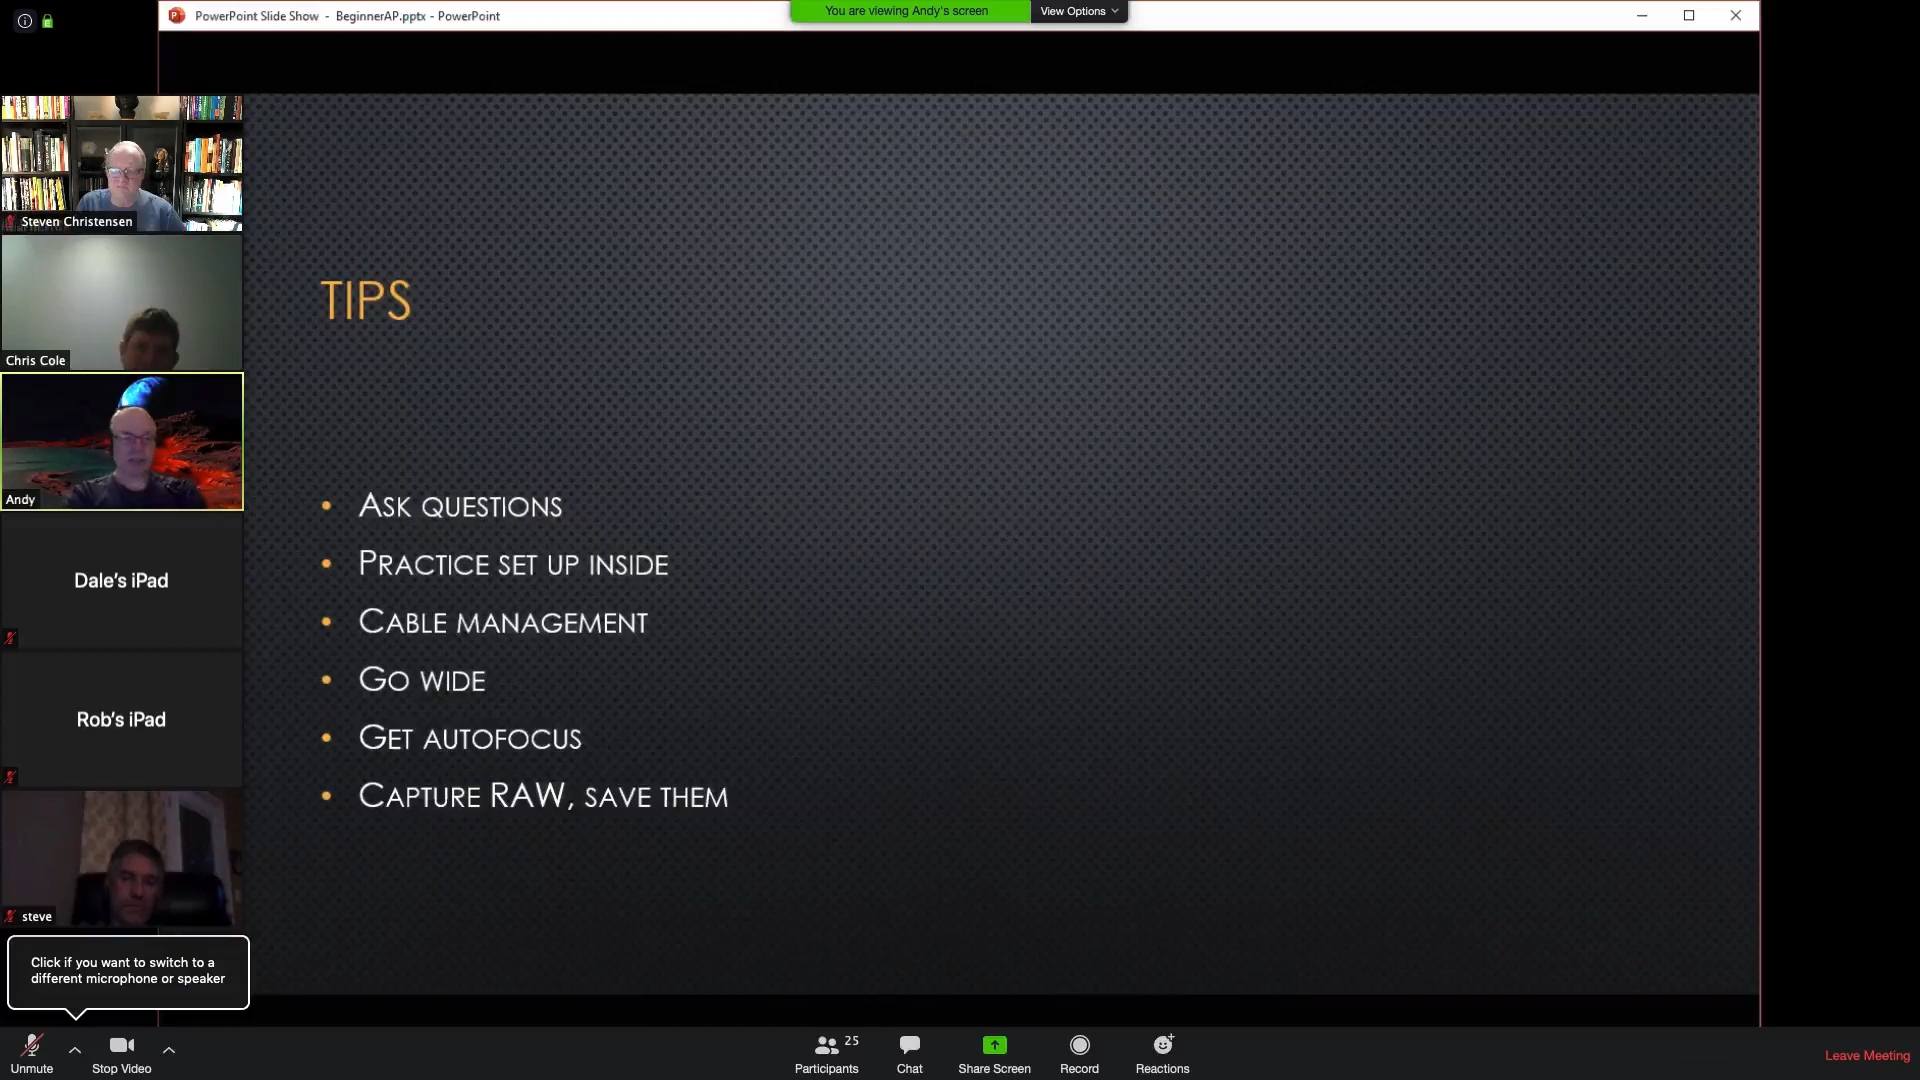 PowerPoint Slide Show - BeginnerAP.pptx - PowerPoint
You are viewing Andy's screen
View Options
Steven Christensen
Chris Cole
Andy
Dale's iPad
Rob's iPad
steve
TIPS
• Ask questions
• Practice set up inside
• Cable management
• Go wide
• Get autofocus
• Capture RAW, save them
Click if you want to switch to a
different microphone or speaker
Unmute
Stop Video
Participants
25
Chat
Share Screen
Record
Reactions
Leave Meeting